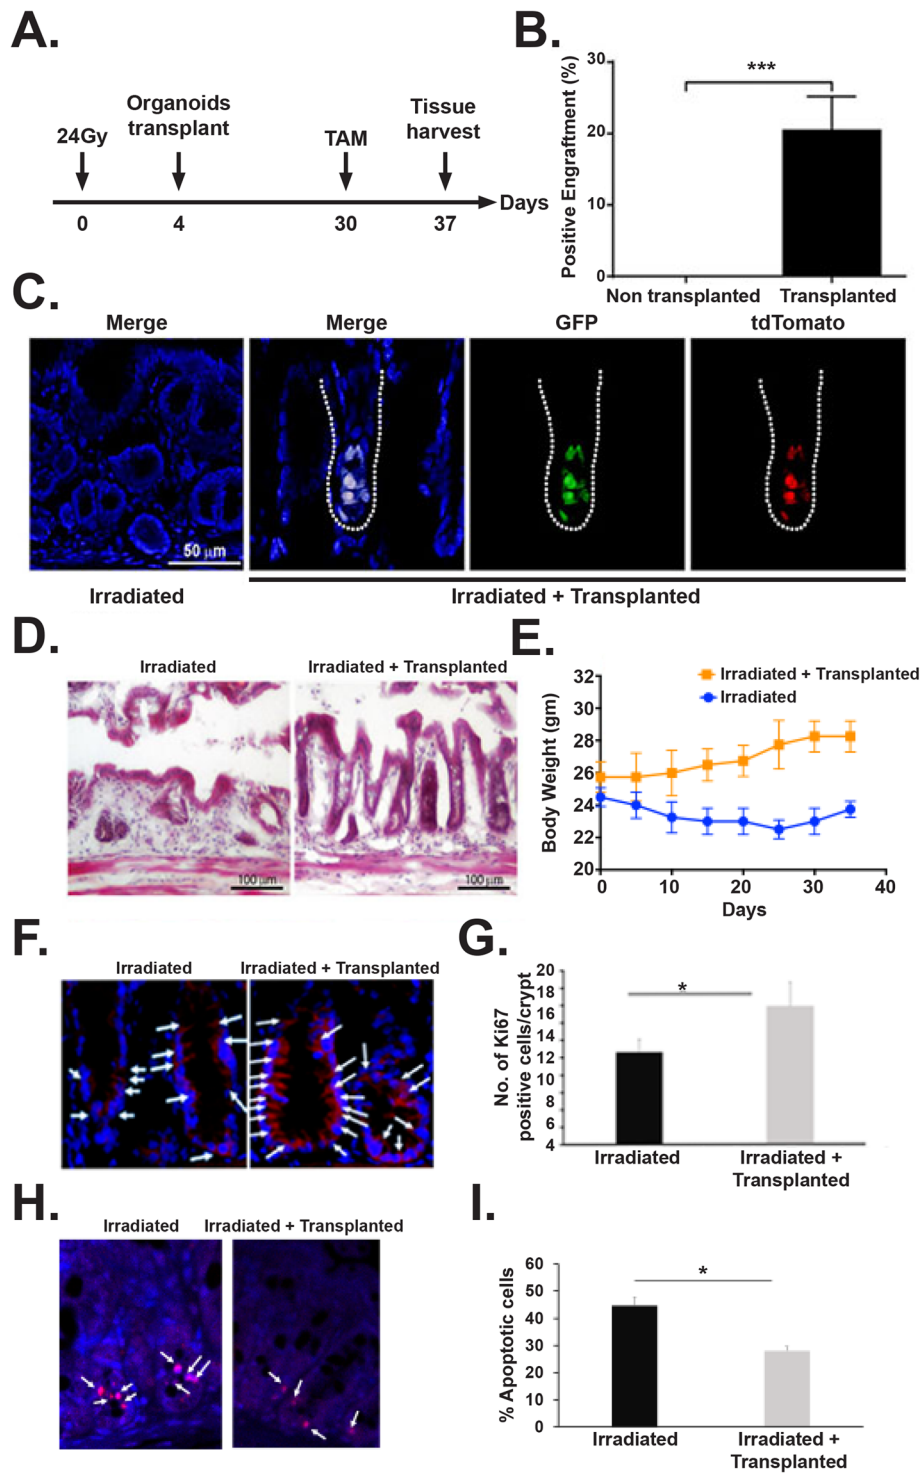 A.
24Gy
Organoids
transplant
TAM
Tissue
harvest
Days
0
4
30
37
B.
Positive Engraftment (%)
30
20
10
0
***
Non transplanted
Transplanted
C.
Merge
Merge
GFP
tdTomato
50 μm
Irradiated
Irradiated + Transplanted
D.
Irradiated
Irradiated + Transplanted
100 μm
100 μm
E.
Body Weight (gm)
32
30
28
26
24
22
20
Irradiated + Transplanted
Irradiated
0
10
20
30
40
Days
F.
Irradiated
Irradiated + Transplanted
G.
No. of Ki67
positive cells/crypt
20
18
16
14
12
10
8
6
4
*
Irradiated
Irradiated +
Transplanted
H.
Irradiated
Irradiated + Transplanted
I.
% Apoptotic cells
60
50
40
30
20
10
0
*
Irradiated
Irradiated +
Transplanted